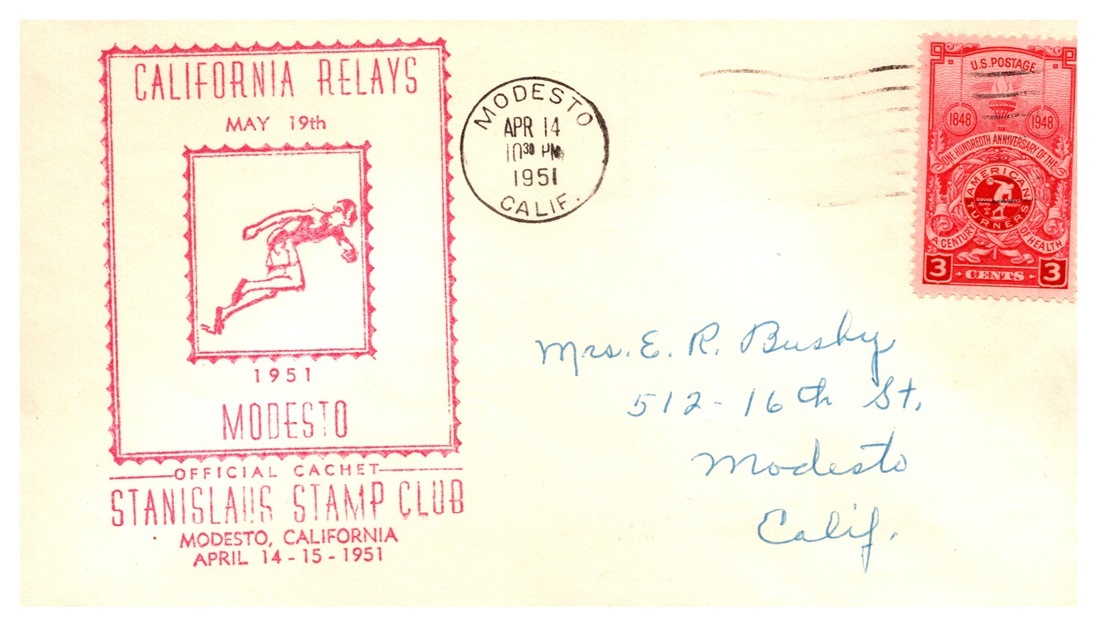 CALIFORNIA RELAYS
MAY 19th
1951
MODESTO
OFFICIAL CACHET
STANISLAUS STAMP CLUB
MODESTO, CALIFORNIA
APRIL 14-15-1951
MODESTO
APR 14
10 30 PM
1951
CALIF.
U.S. POSTAGE
1848 1948
ONE HUNDREDTH ANNIVERSARY OF THE
AMERICAN
TURNERS
A CENTURY OF HEALTH
3 CENTS 3
Mrs. E. R. Busby
512-16th St,
Modesto
Calif.